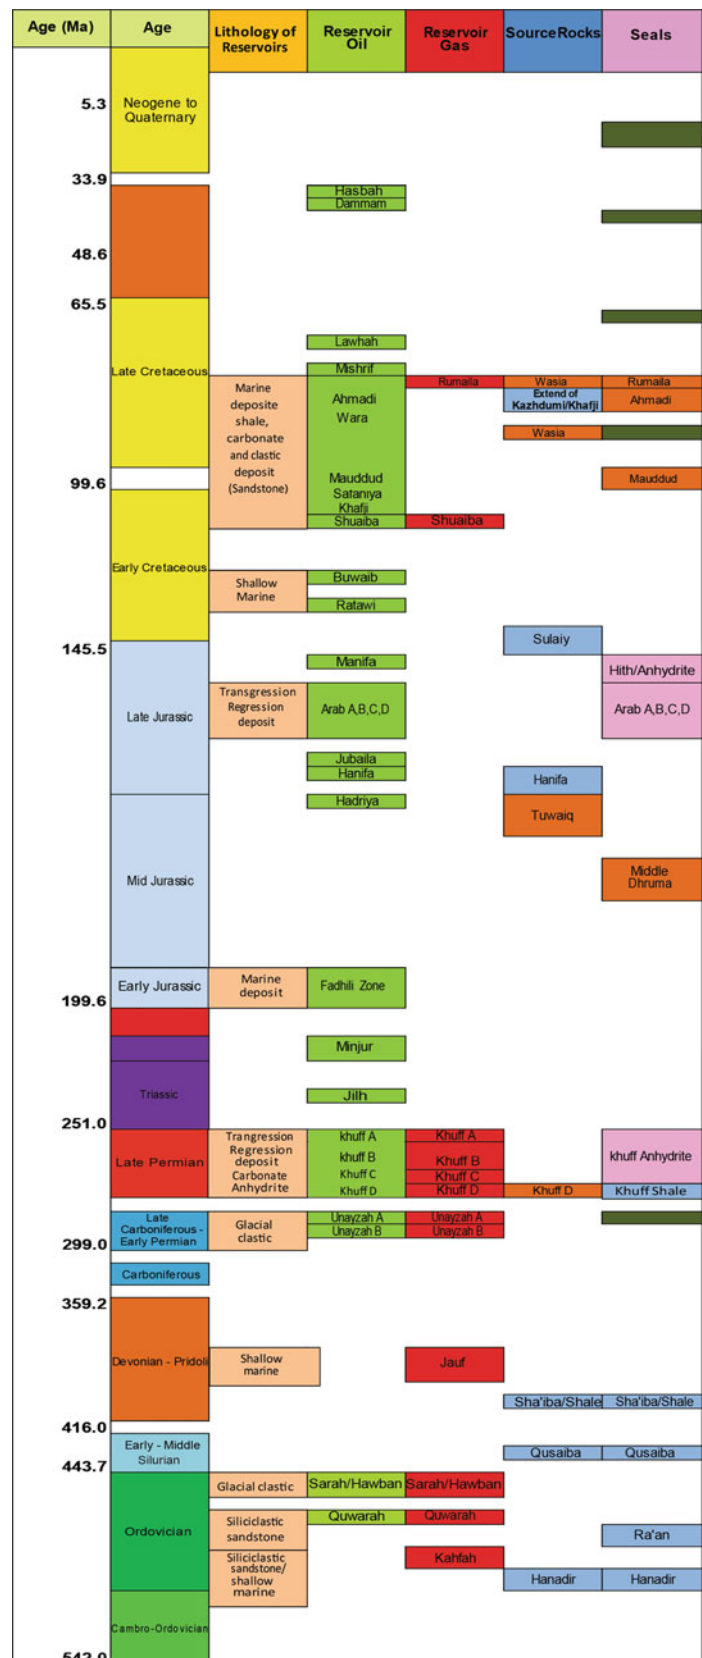 Age (Ma)
Age
Lithology of
Reservoirs
Reservoir
Oil
Reservoir
Gas
Source Rocks
Seals
5.3
Neogene to
Quaternary
33.9
Hasbah
Dammam
48.6
65.5
Lawhah
Late Cretaceous
Mishrif
Marine
deposite
shale,
carbonate
and clastic
deposit
(Sandstone)
Rumaila
Wasia
Rumaila
Ahmadi
Extend of
Kazhdumi/Khafji
Ahmadi
Wara
Wasia
99.6
Mauddud
Mauddud
Sataniya
Khafji
Shuaiba
Shuaiba
Early Cretaceous
Shallow
Marine
Buwaib
Ratawi
Sulaiy
145.5
Manifa
Hith/Anhydrite
Late Jurassic
Transgression
Regression
deposit
Arab A,B,C,D
Arab A,B,C,D
Jubaila
Hanifa
Hanifa
Hadriya
Tuwaiq
Mid Jurassic
Middle
Dhruma
Early Jurassic
Marine
deposit
Fadhili Zone
199.6
Minjur
Triassic
Jilh
251.0
Late Permian
Trangression
Regression
deposit
Carbonate
Anhydrite
khuff A
khuff B
Khuff C
Khuff D
Khuff A
Khuff B
Khuff C
Khuff D
Khuff D
khuff Anhydrite
Khuff Shale
Late
Carboniferous -
Early Permian
Glacial
clastic
Unayzah A
Unayzah B
Unayzah A
Unayzah B
299.0
Carboniferous
359.2
Devonian - Pridoli
Shallow
marine
Jauf
Sha'iba/Shale
Sha'iba/Shale
416.0
Early - Middle
Silurian
Qusaiba
Qusaiba
443.7
Glacial clastic
Sarah/Hawban
Sarah/Hawban
Ordovician
Siliciclastic
sandstone
Quwarah
Quwarah
Ra'an
Siliciclastic
sandstone/
shallow
marine
Kahfah
Hanadir
Hanadir
Cambro-Ordovician
542.0